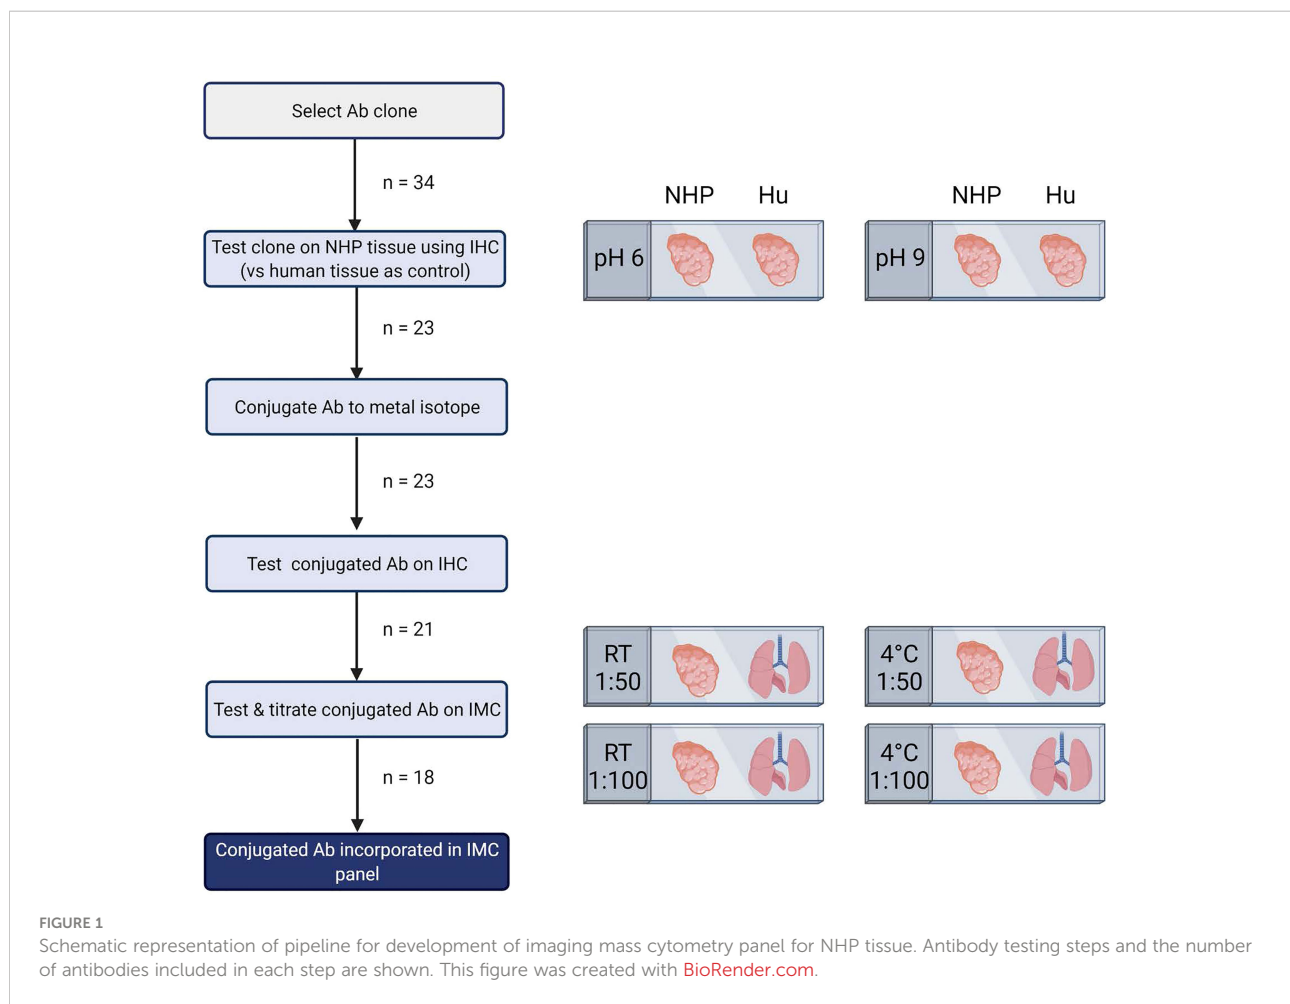 Select Ab clone
n = 34
Test clone on NHP tissue using IHC
(vs human tissue as control)
NHP Hu
pH 6
NHP Hu
pH 9
n = 23
Conjugate Ab to metal isotope
n = 23
Test conjugated Ab on IHC
n = 21
Test & titrate conjugated Ab on IMC
RT
1:50
4°C
1:50
RT
1:100
4°C
1:100
n = 18
Conjugated Ab incorporated in IMC
panel
FIGURE 1
Schematic representation of pipeline for development of imaging mass cytometry panel for NHP tissue. Antibody testing steps and the number
of antibodies included in each step are shown. This figure was created with BioRender.com.